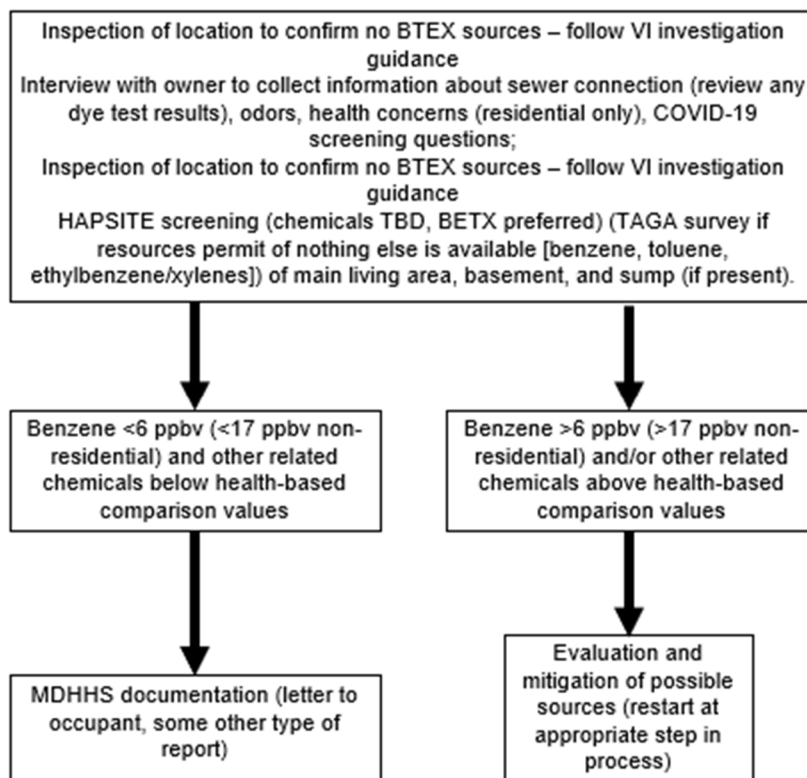 Inspection of location to confirm no BTEX sources – follow VI investigation
guidance
Interview with owner to collect information about sewer connection (review any
dye test results), odors, health concerns (residential only), COVID-19
screening questions;
Inspection of location to confirm no BTEX sources – follow VI investigation
guidance
HAPSITE screening (chemicals TBD, BETX preferred) (TAGA survey if
resources permit of nothing else is available [benzene, toluene,
ethylbenzene/xylenes]) of main living area, basement, and sump (if present).
Benzene <6 ppbv (<17 ppbv non-
residential) and other related
chemicals below health-based
comparison values
Benzene >6 ppbv (>17 ppbv non-
residential) and/or other related
chemicals above health-based
comparison values
MDHHS documentation (letter to
occupant, some other type of
report)
Evaluation and
mitigation of possible
sources (restart at
appropriate step in
process)